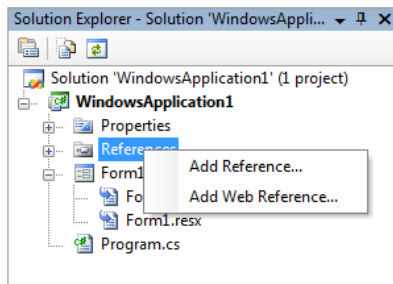 Solution Explorer - Solution 'WindowsAppli...
Solution 'WindowsApplication1' (1 project)
WindowsApplication1
Properties
References
Add Reference...
Form1
Add Web Reference...
Fo
Form1.resx
Program.cs